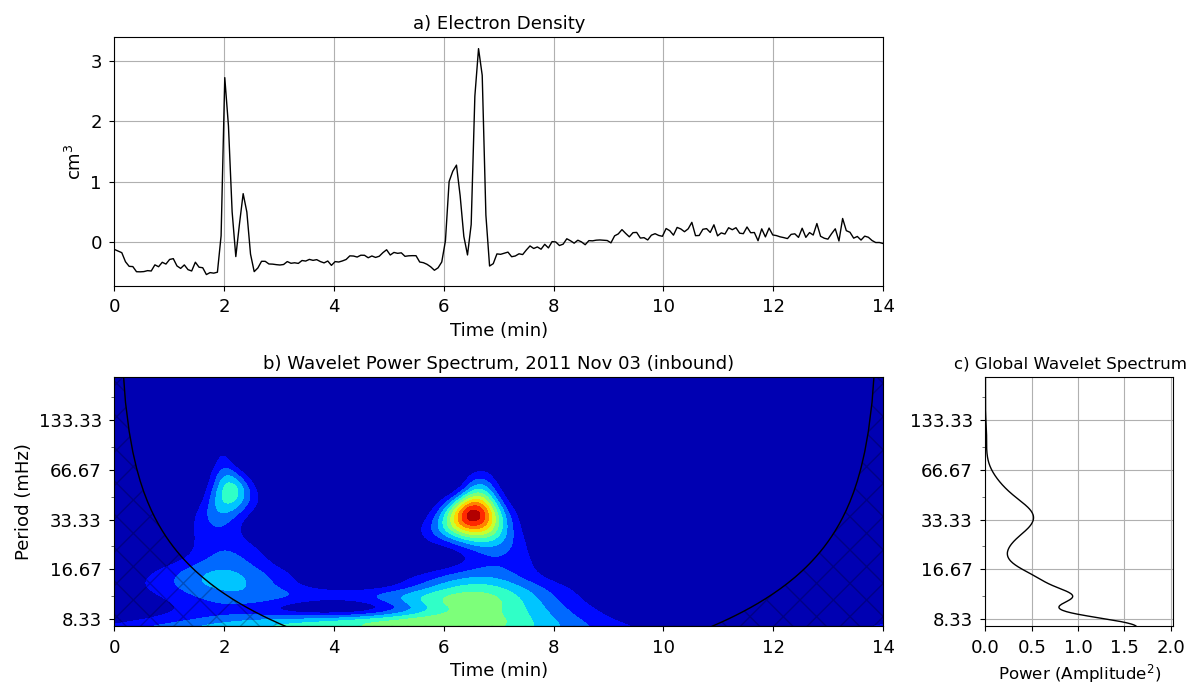 a) Electron Density
3
2
1
0
cm³
0 2 4 6 8 10 12 14
Time (min)
b) Wavelet Power Spectrum, 2011 Nov 03 (inbound)
133.33
66.67
33.33
16.67
8.33
Period (mHz)
0 2 4 6 8 10 12 14
Time (min)
c) Global Wavelet Spectrum
133.33
66.67
33.33
16.67
8.33
0.0 0.5 1.0 1.5 2.0
Power (Amplitude²)